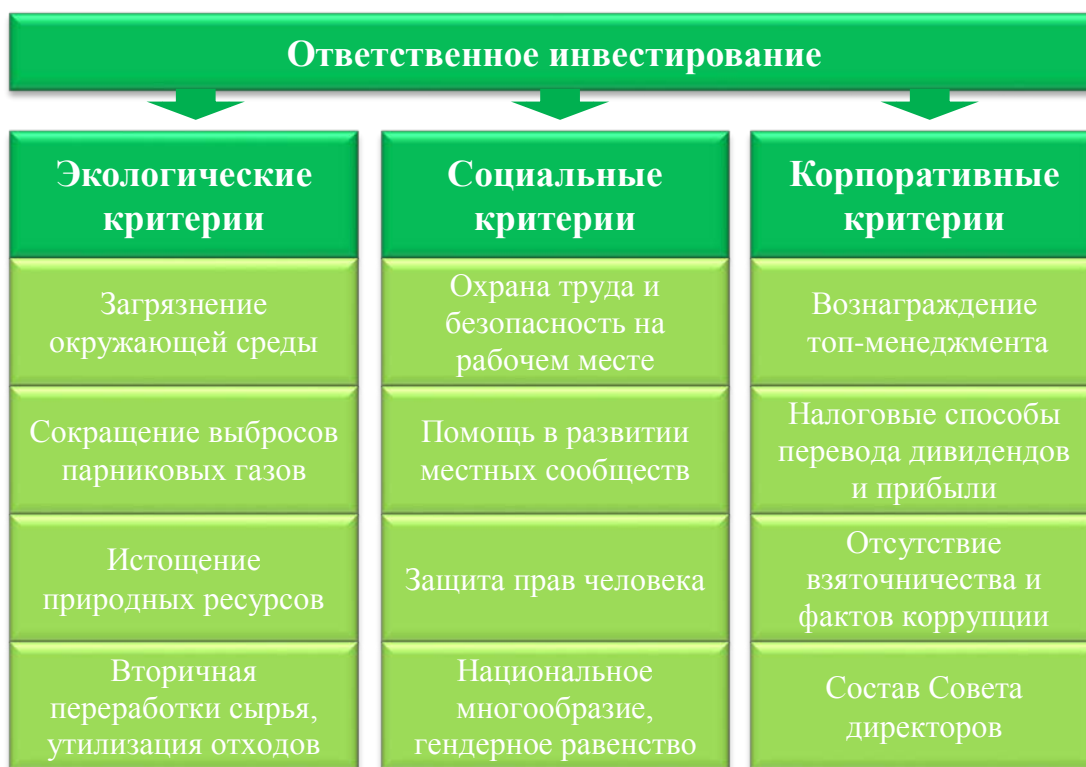 Ответственное инвестирование
Экологические
критерии
Загрязнение
окружающей среды
Сокращение выбросов
парниковых газов
Истощение
природных ресурсов
Вторичная
переработки сырья,
утилизация отходов
Социальные
критерии
Охрана труда и
безопасность на
рабочем месте
Помощь в развитии
местных сообществ
Защита прав человека
Национальное
многообразие,
гендерное равенство
Корпоративные
критерии
Вознаграждение
топ-менеджмента
Налоговые способы
перевода дивидендов
и прибыли
Отсутствие
взяточничества и
фактов коррупции
Состав Совета
директоров